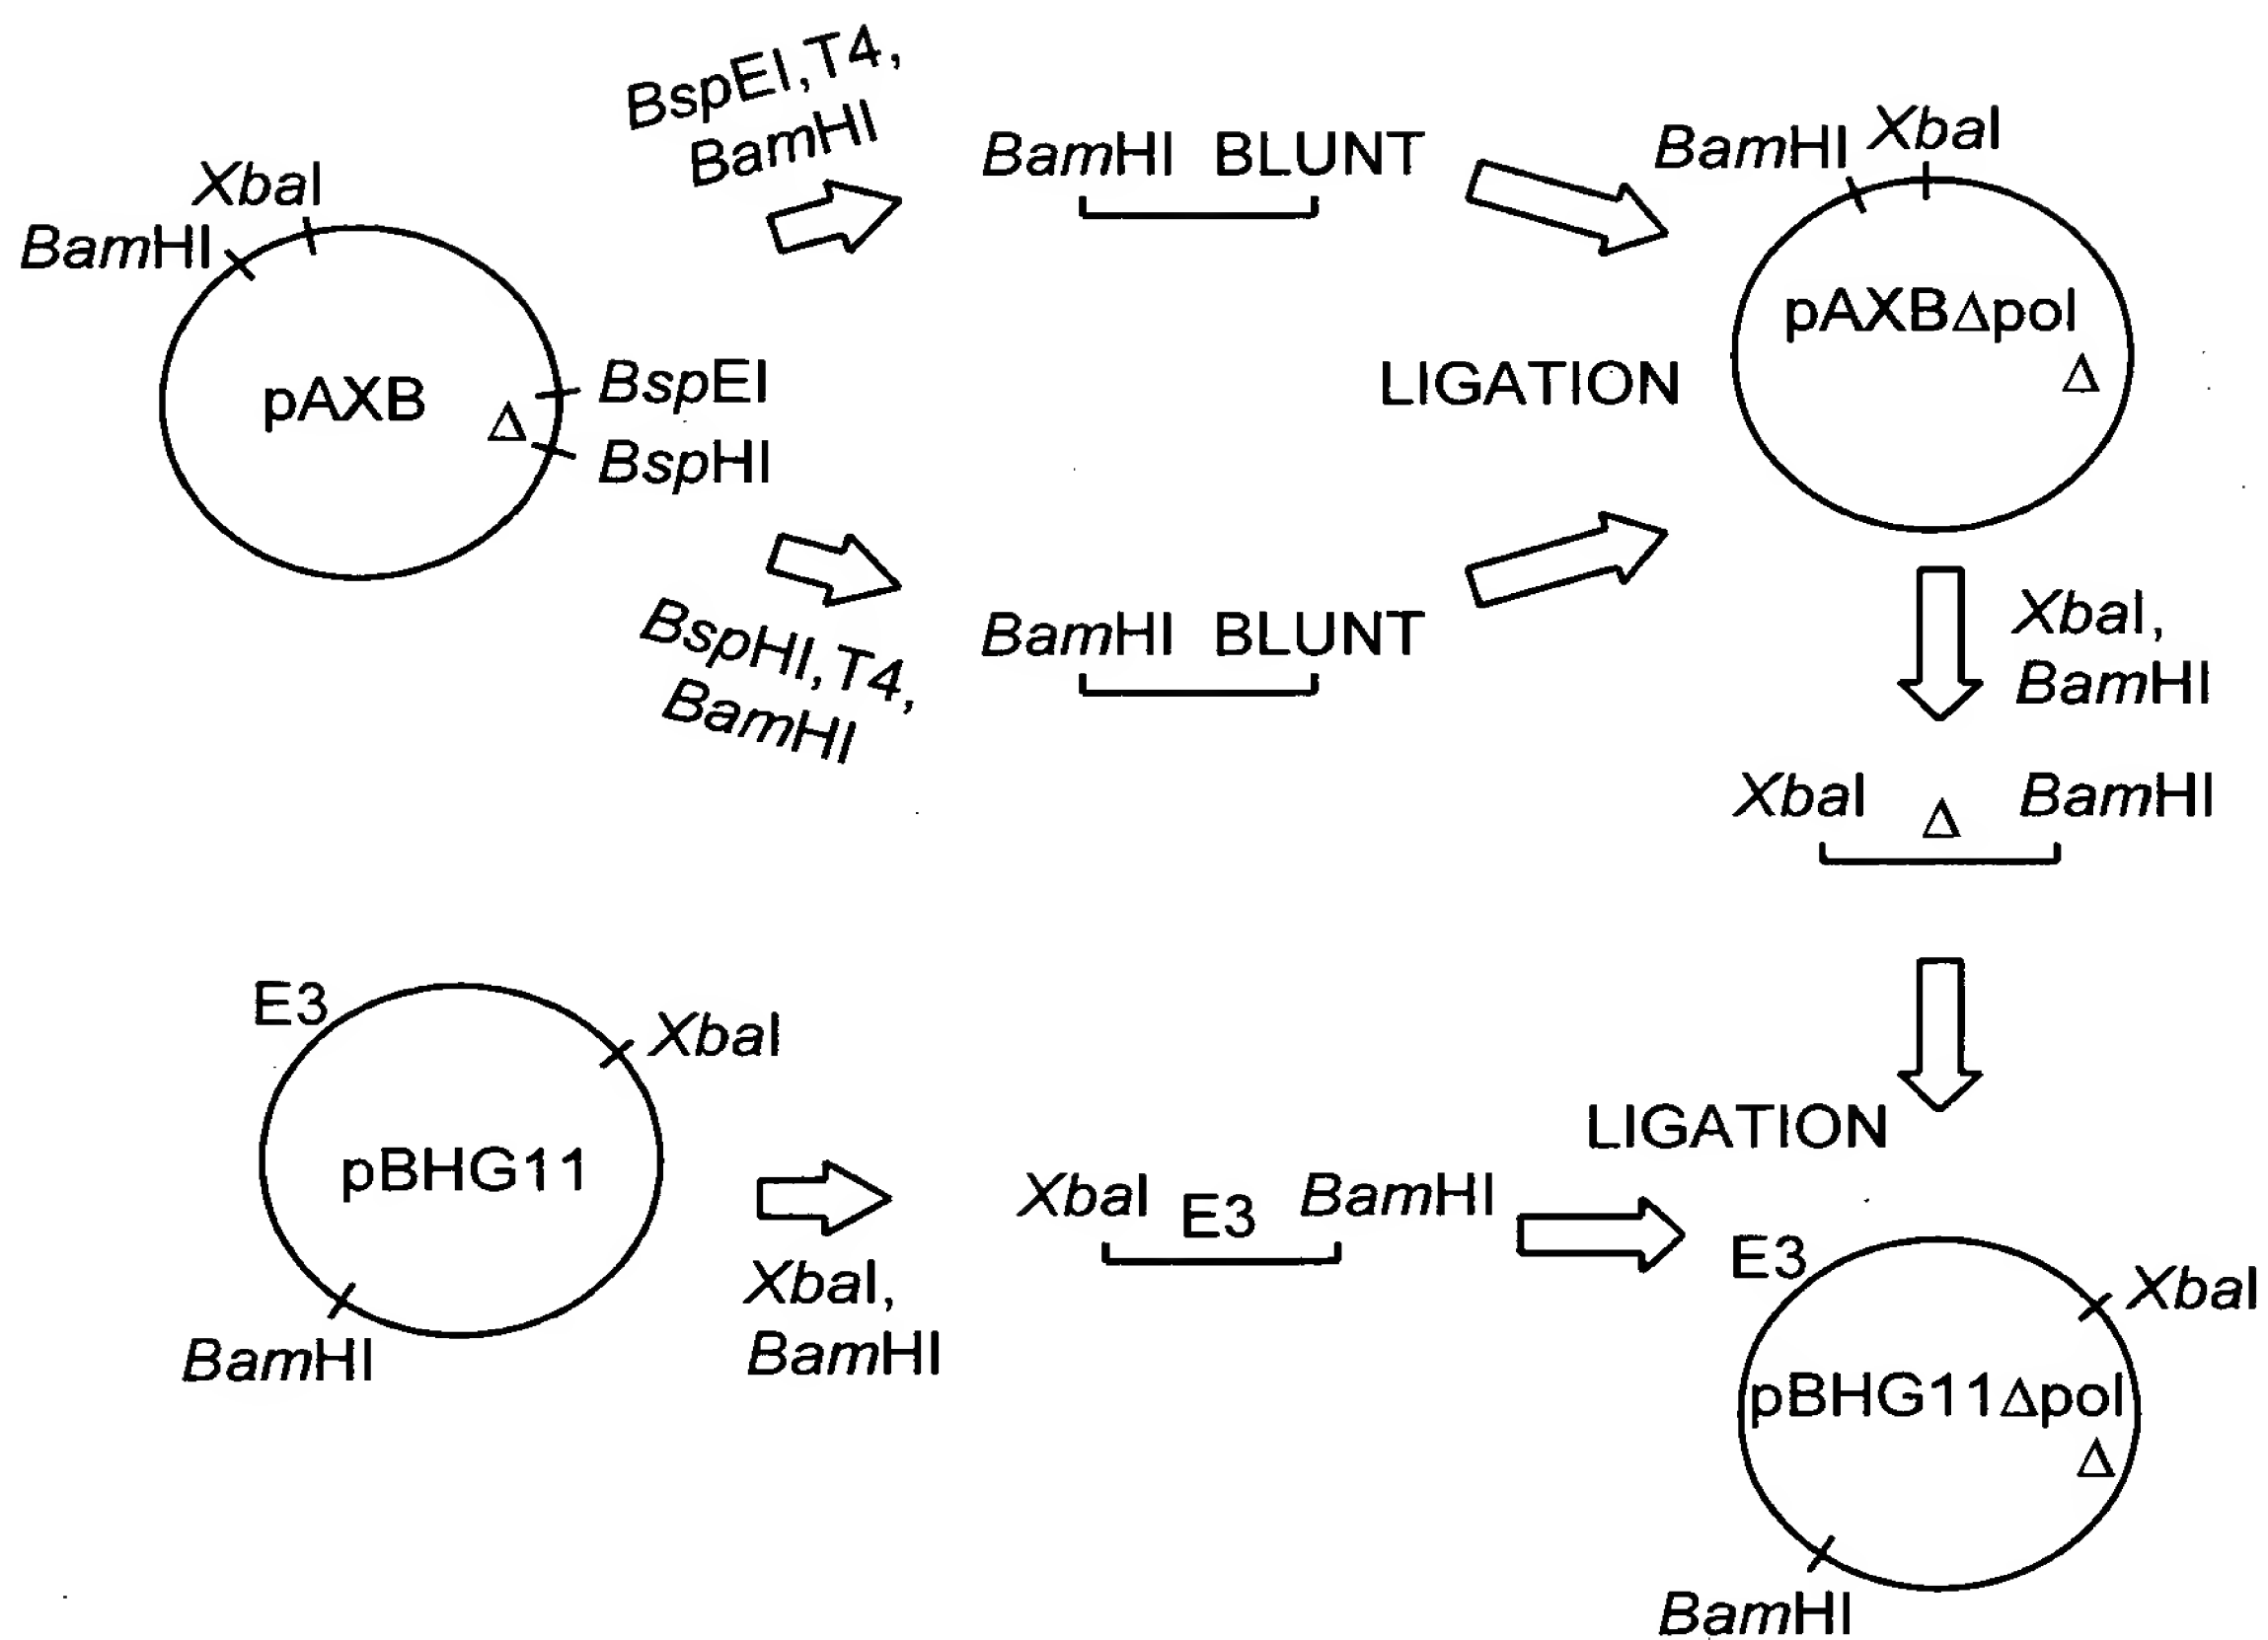 BspEI,T4,
BamHI
BamHI BLUNT
BamHI XbaI
XbaI
BamHI
pAXBΔpol
Δ
pAXB
BspEI
Δ
BspHI
LIGATION
BspHI,T4,
BamHI
BamHI BLUNT
XbaI,
BamHI
XbaI Δ BamHI
E3
XbaI
pBHG11
BamHI
XbaI,
BamHI
XbaI E3 BamHI
LIGATION
E3
XbaI
pBHG11Δpol
Δ
BamHI